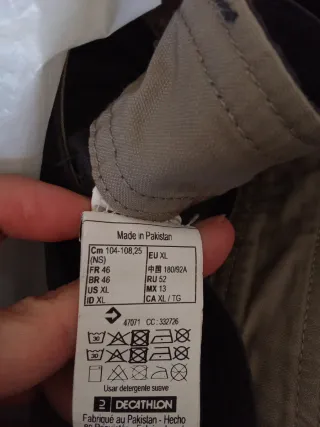 Made in Pakistan
Cm 104-108,25 EU XL
(NS)
FR 46 中国 180/92A
BR 46 RU 52
US XL MX 13
ID XL CA XL / TG
47071 CC: 332726
Usar detergente suave
DECATHLON
Fabriqué au Pakistan - Hecho